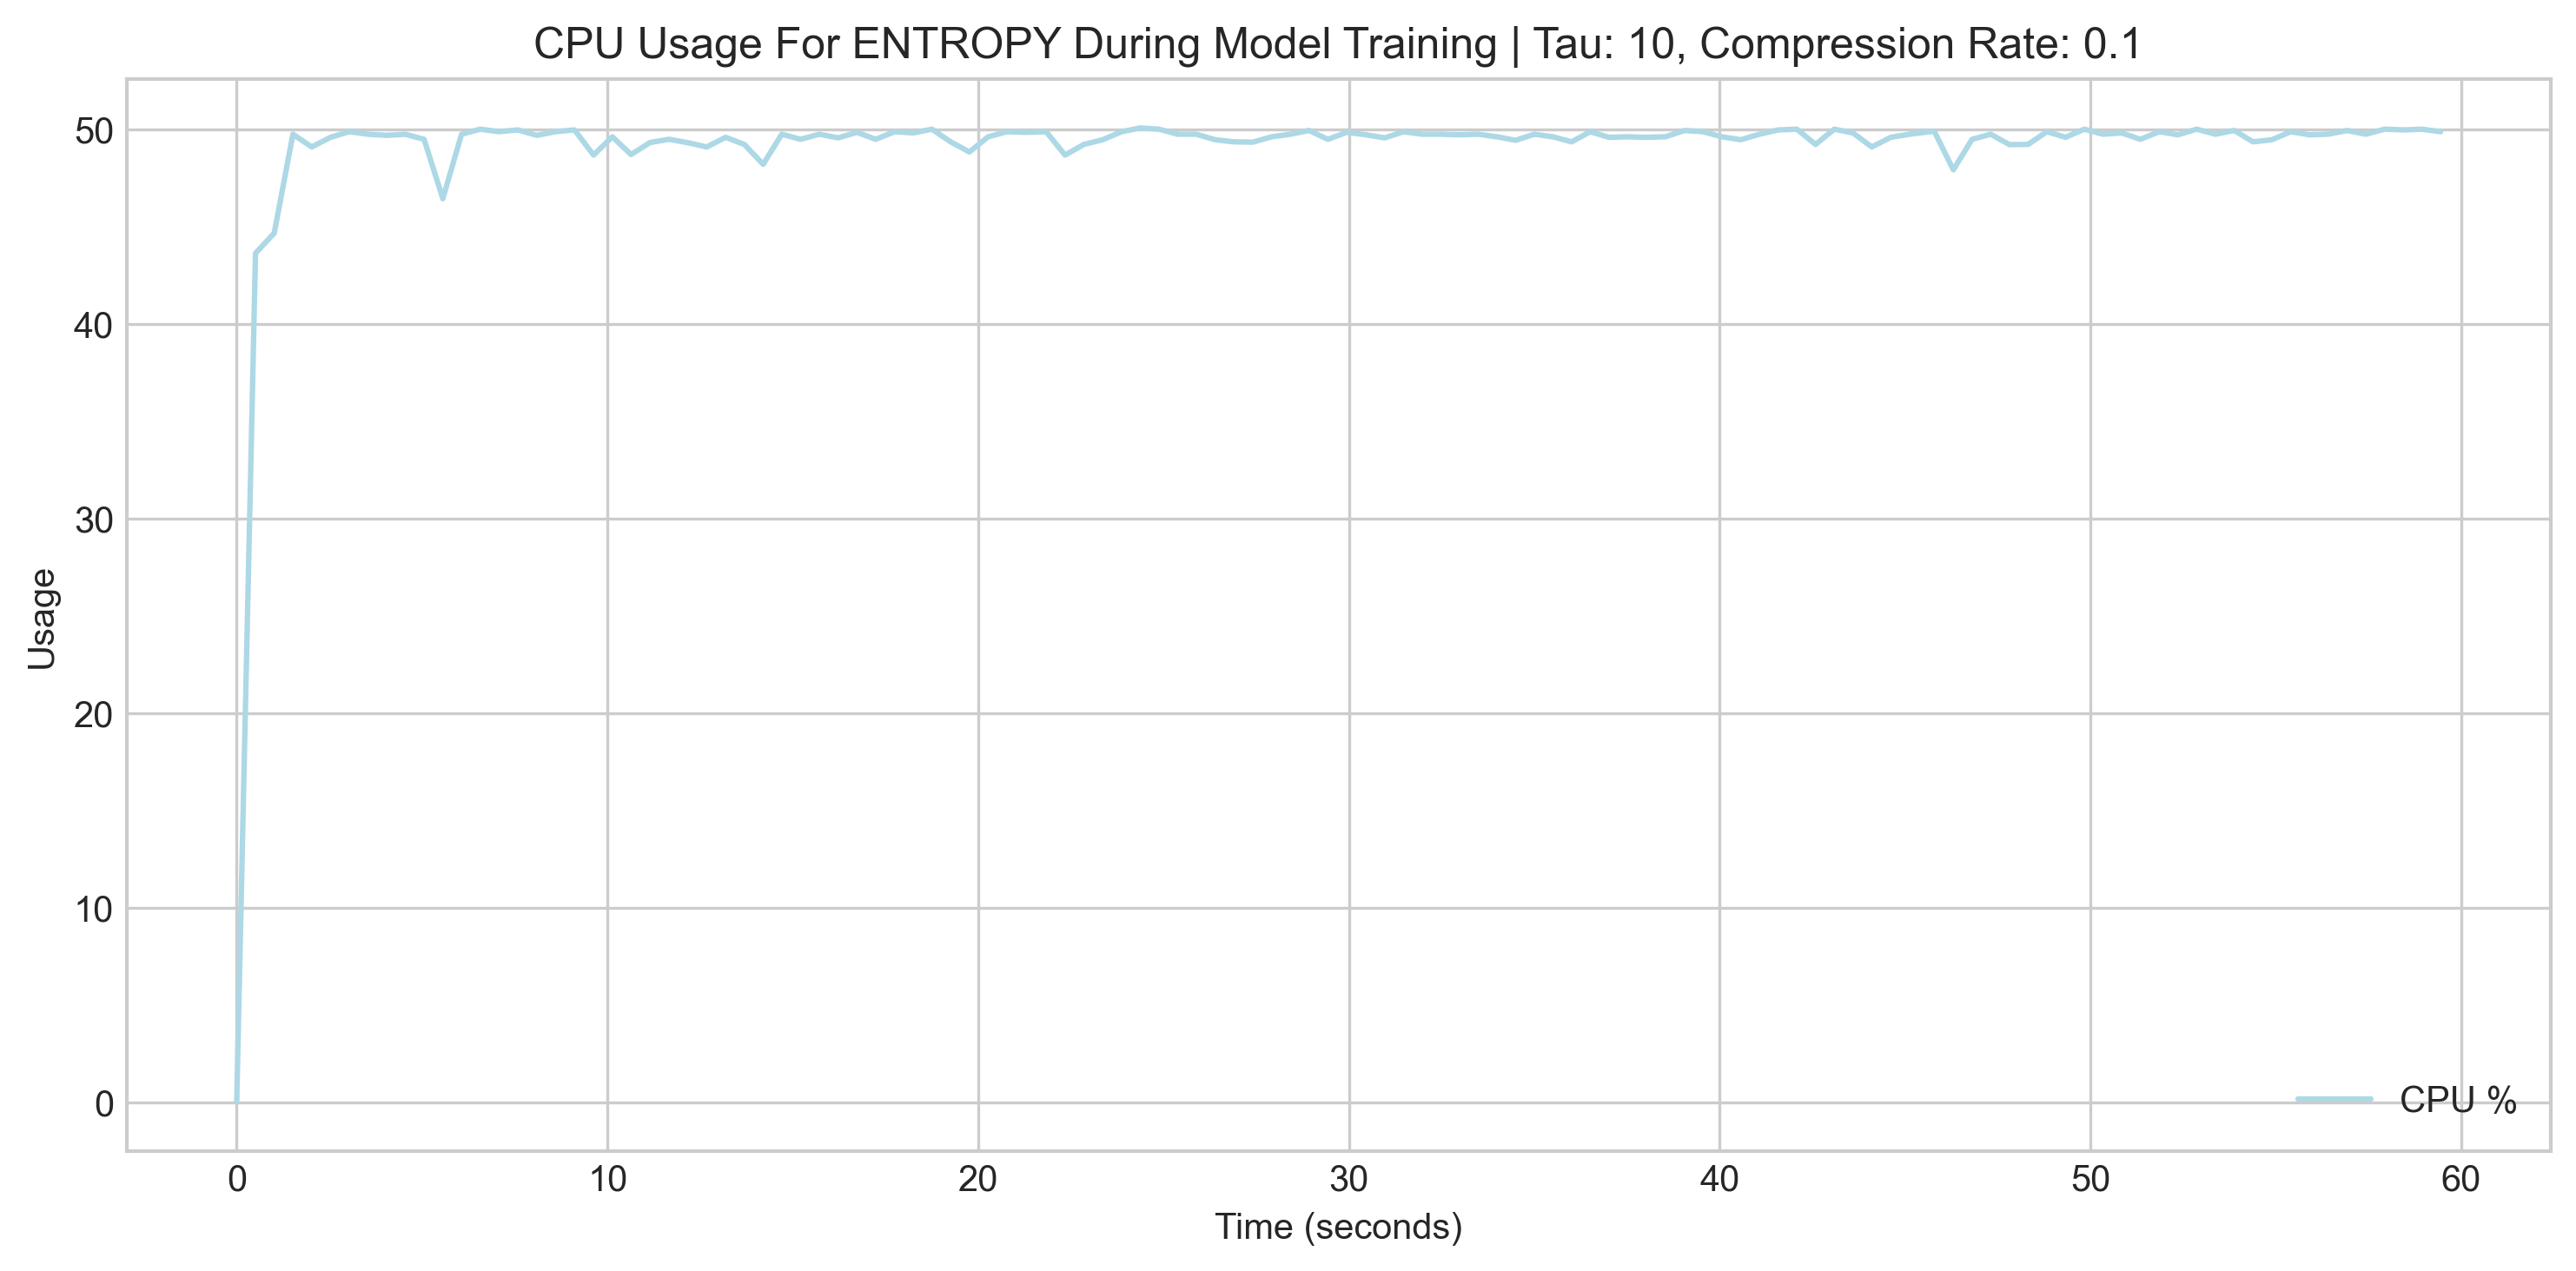 CPU Usage For ENTROPY During Model Training | Tau: 10, Compression Rate: 0.1
50
40
30
20
10
0
Usage
CPU %
0 10 20 30 40 50 60
Time (seconds)